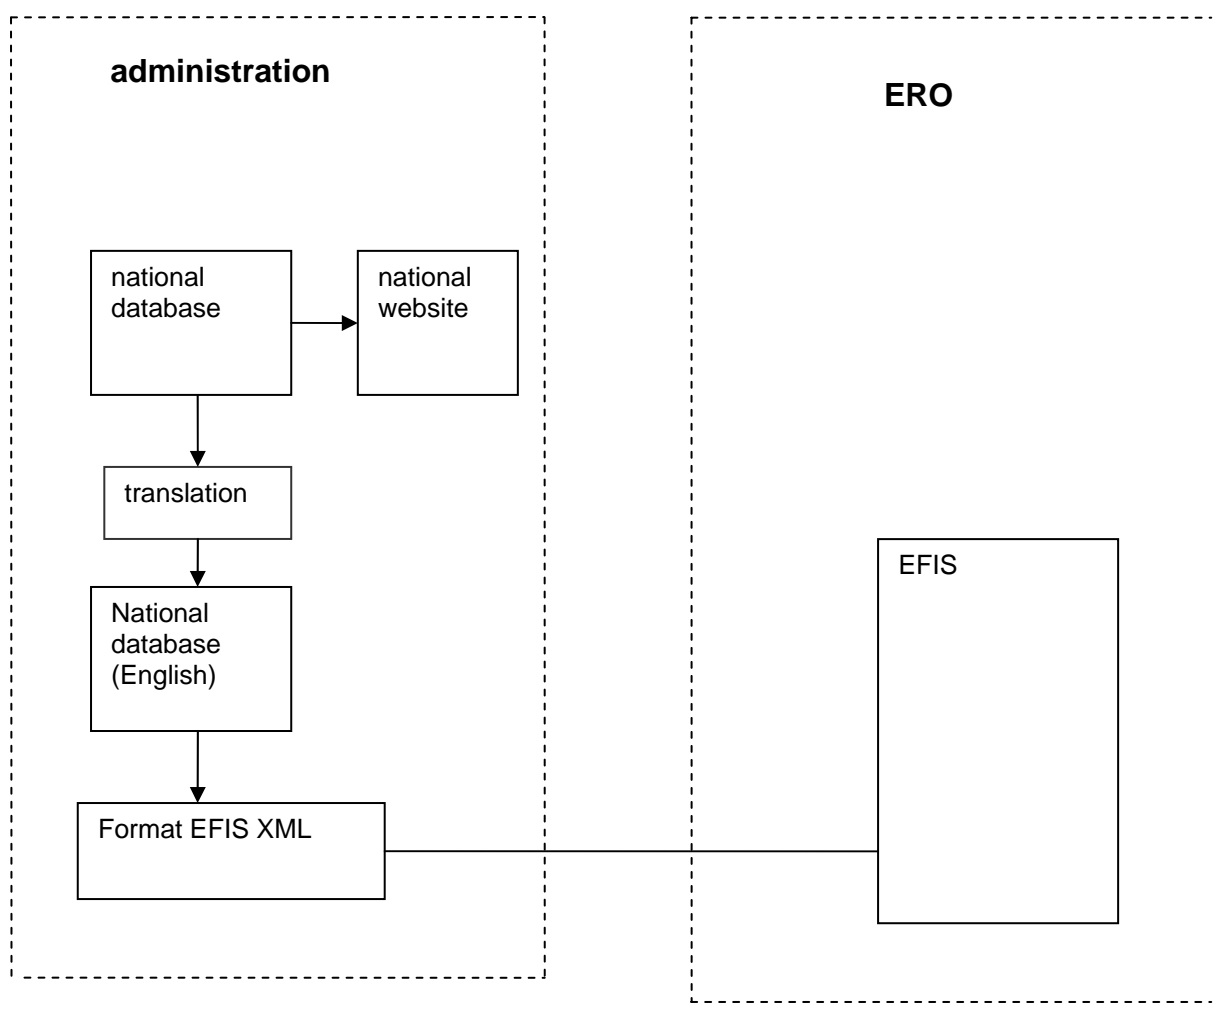 administration
ERO
national
database
national
website
translation
National
database
(English)
Format EFIS XML
EFIS